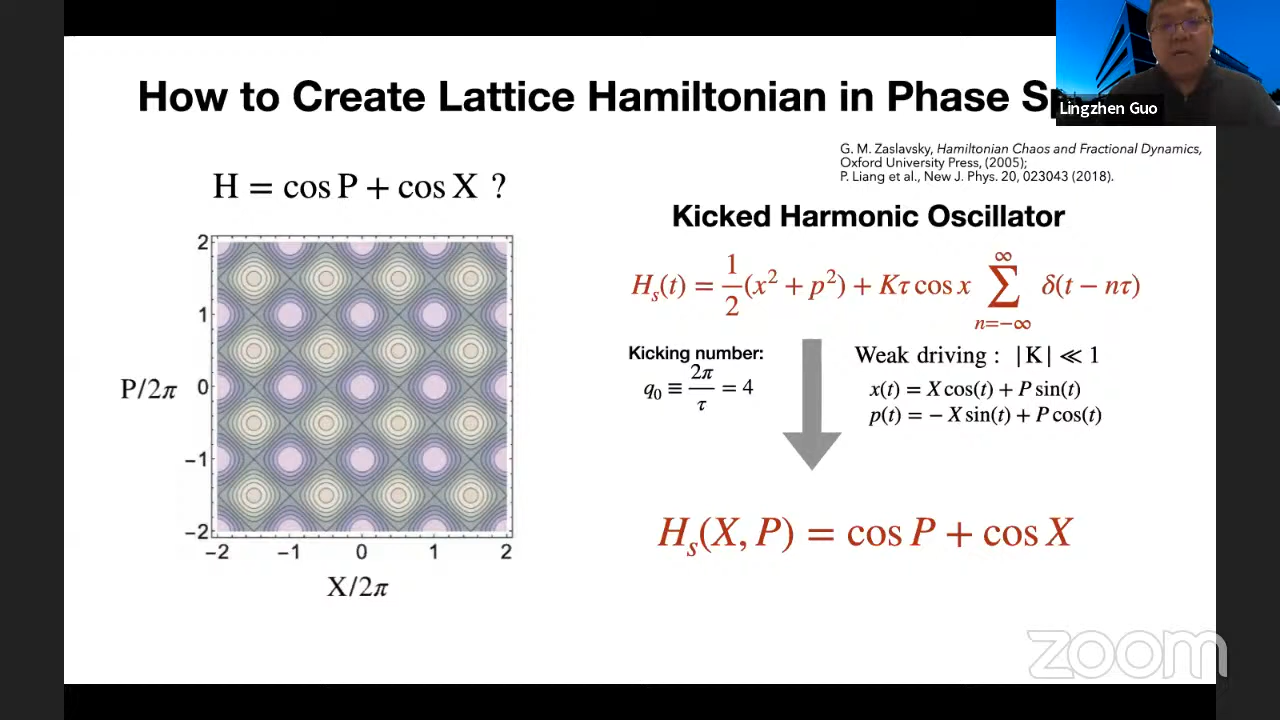 How to Create Lattice Hamiltonian in Phase Sp
Lingzhen Guo
G. M. Zaslavsky, Hamiltonian Chaos and Fractional Dynamics,
Oxford University Press, (2005);
P. Liang et al., New J. Phys. 20, 023043 (2018).
H = cos P + cos X ?
Kicked Harmonic Oscillator
H_s(t) = 1/2 (x² + p²) + Kτ cos x ∑_{n=−∞}^{∞} δ(t − nτ)
Kicking number:
q₀ ≡ 2π/τ = 4
Weak driving : |K| ≪ 1
x(t) = X cos(t) + P sin(t)
p(t) = − X sin(t) + P cos(t)
H_s(X, P) = cos P + cos X
2
1
P/2π 0
−1
−2
−2 −1 0 1 2
X/2π
zoom